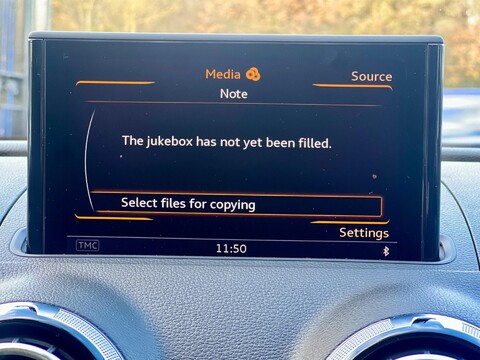 Media
Source
Note
The jukebox has not yet been filled.
Select files for copying
Settings
TMC
11:50